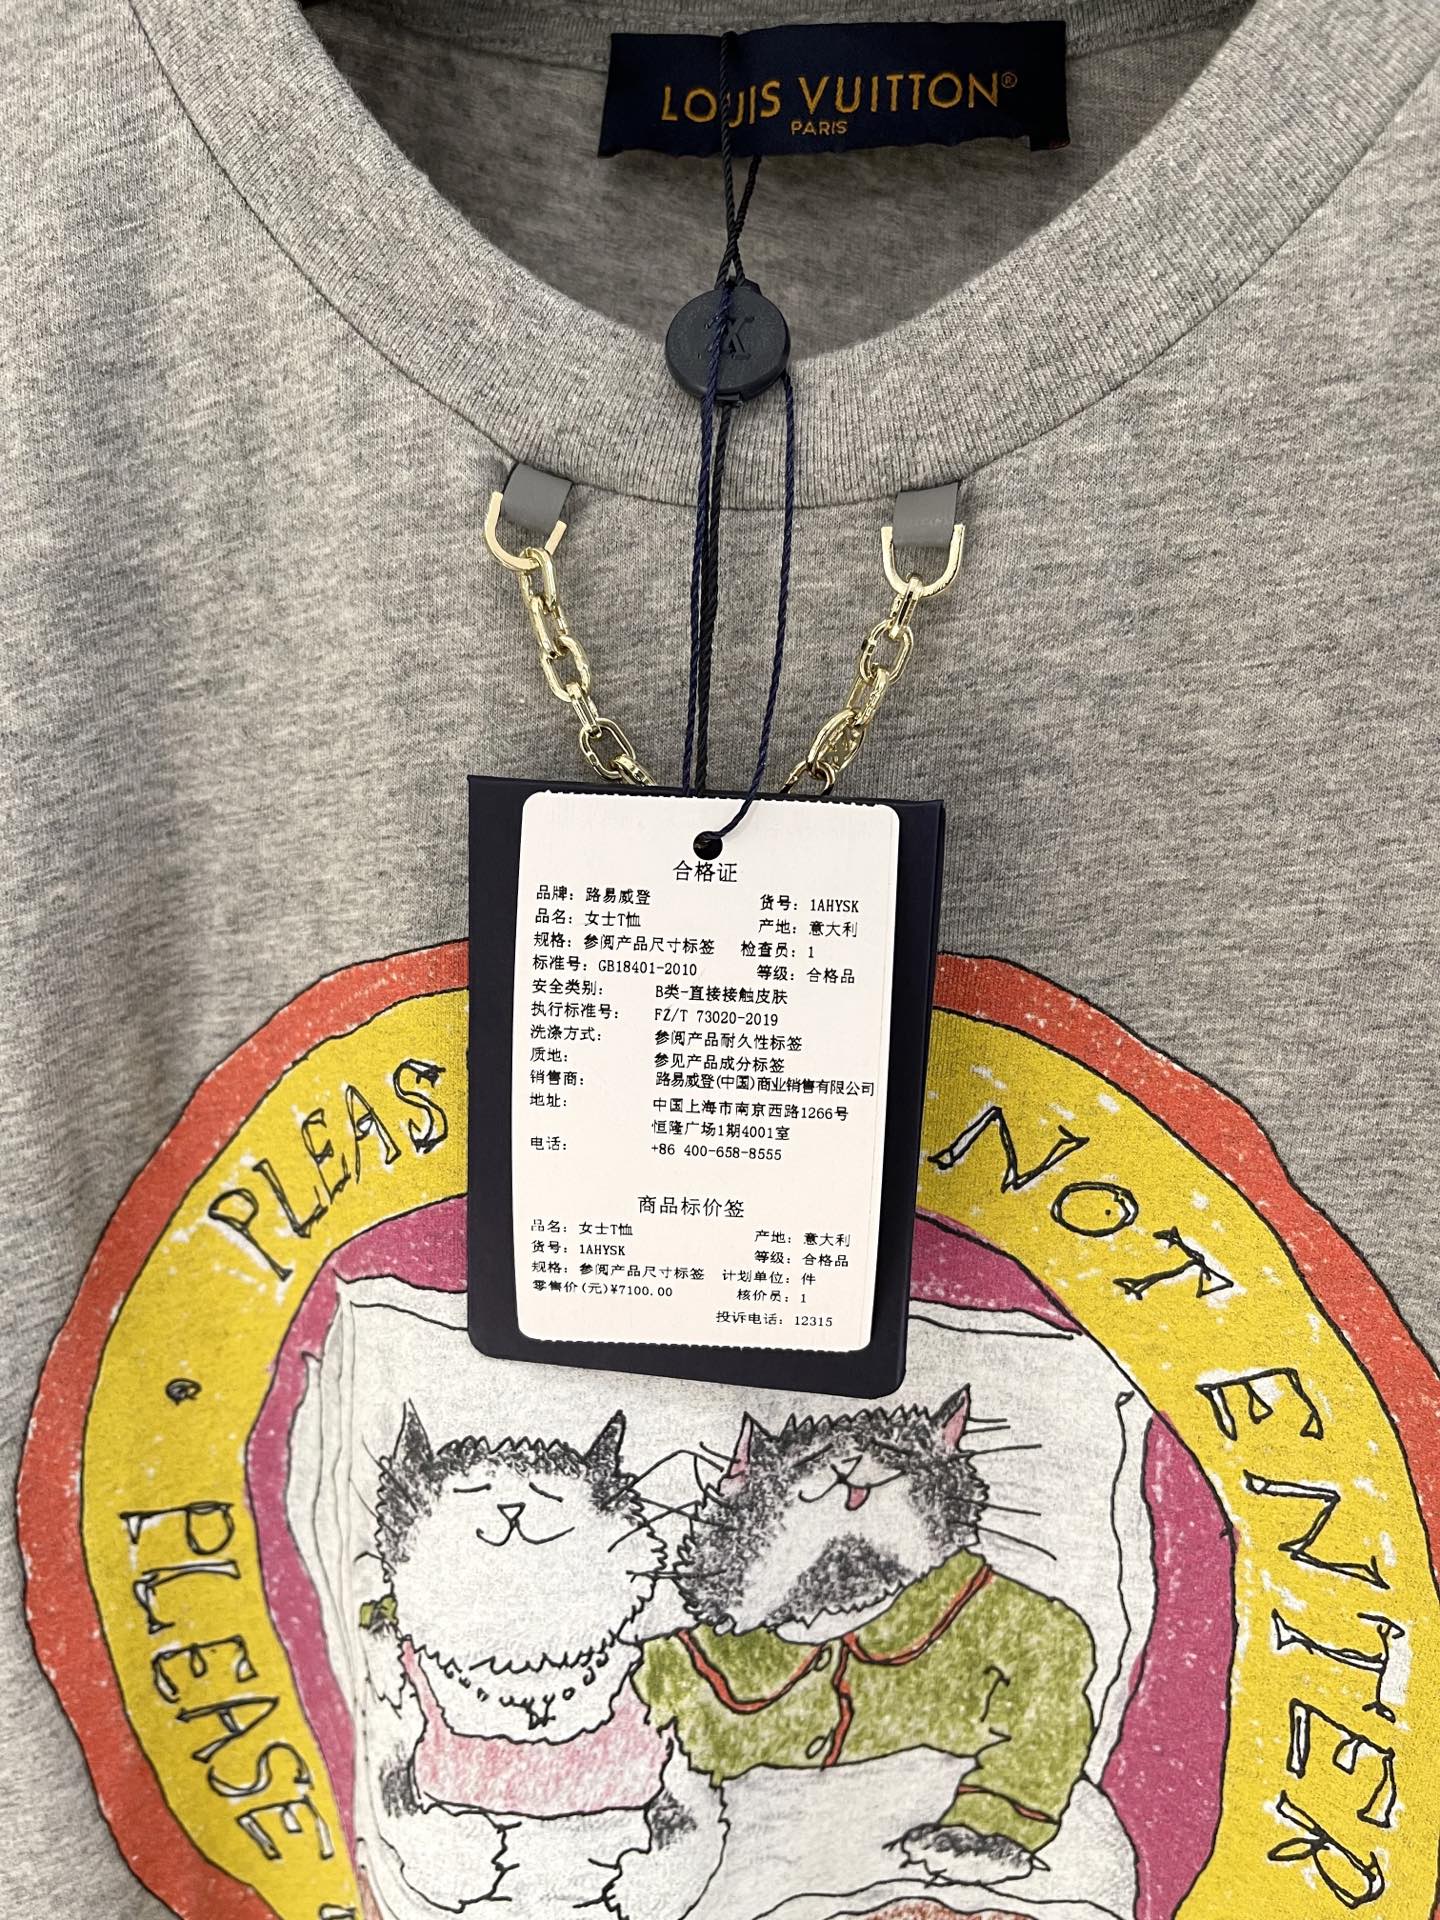 LOUIS VUITTON®
PARIS
合格证
品牌: 路易威登 货号: 1AHYSK
品名: 女士T恤 产地: 意大利
规格: 参阅产品尺寸标签 检查员: 1
标准号: GB18401-2010 等级: 合格品
安全类别: B类-直接接触皮肤
执行标准号: FZ/T 73020-2019
洗涤方式: 参阅产品耐久性标签
质地: 参见产品成分标签
销售商: 路易威登(中国)商业销售有限公司
地址: 中国上海市南京西路1266号
恒隆广场1期4001室
电话: +86 400-658-8555
商品标价签
品名: 女士T恤 产地: 意大利
货号: 1AHYSK 等级: 合格品
规格: 参阅产品尺寸标签 计划单位: 件
零售价(元)¥7100.00 核价员: 1
投诉电话: 12315
PLEAS
NOT ENTER
PLEASE